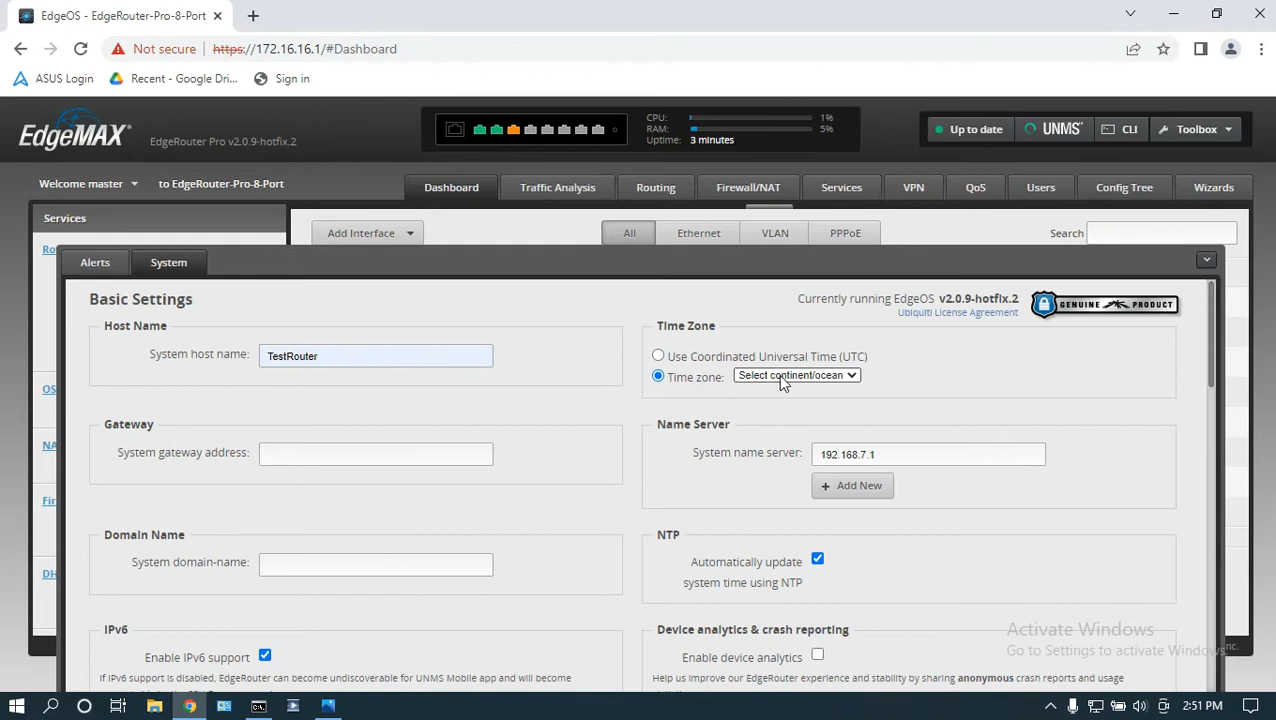 EdgeOS - EdgeRouter-Pro-8-Port
Not secure
https://172.16.16.1/#Dashboard
ASUS Login
Recent - Google Driv...
Sign in
EdgeMAX
EdgeRouter Pro v2.0.9-hotfix.2
CPU: 1%
RAM: 5%
Uptime: 3 minutes
Up to date
UNMS
CLI
Toolbox
Welcome master
to EdgeRouter-Pro-8-Port
Dashboard
Traffic Analysis
Routing
Firewall/NAT
Services
VPN
QoS
Users
Config Tree
Wizards
Services
Add Interface
All
Ethernet
VLAN
PPPoE
Search
Ro
OS
NA
Fir
DH
nc.
Alerts
System
Basic Settings
Currently running EdgeOS v2.0.9-hotfix.2
Ubiquiti License Agreement
GENUINE PRODUCT
Host Name
System host name: TestRouter
Time Zone
Use Coordinated Universal Time (UTC)
Time zone: Select continent/ocean
Gateway
System gateway address:
Name Server
System name server: 192.168.7.1
+ Add New
Domain Name
System domain-name:
NTP
Automatically update
system time using NTP
IPv6
Enable IPv6 support
If IPv6 support is disabled, EdgeRouter can become undiscoverable for UNMS Mobile app and will become
Device analytics & crash reporting
Enable device analytics
Help us improve our EdgeRouter experience and stability by sharing anonymous crash reports and usage
Activate Windows
Go to Settings to activate Windows.
2:51 PM